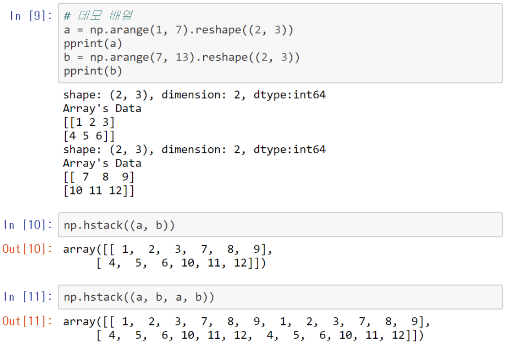 In [9]: # 데모 배열
a = np.arange(1, 7).reshape((2, 3))
pprint(a)
b = np.arange(7, 13).reshape((2, 3))
pprint(b)
shape: (2, 3), dimension: 2, dtype:int64
Array's Data
[[1 2 3]
[4 5 6]]
shape: (2, 3), dimension: 2, dtype:int64
Array's Data
[[ 7  8  9]
[10 11 12]]
In [10]: np.hstack((a, b))
Out[10]: array([[ 1,  2,  3,  7,  8,  9],
[ 4,  5,  6, 10, 11, 12]])
In [11]: np.hstack((a, b, a, b))
Out[11]: array([[ 1,  2,  3,  7,  8,  9,  1,  2,  3,  7,  8,  9],
[ 4,  5,  6, 10, 11, 12,  4,  5,  6, 10, 11, 12]])